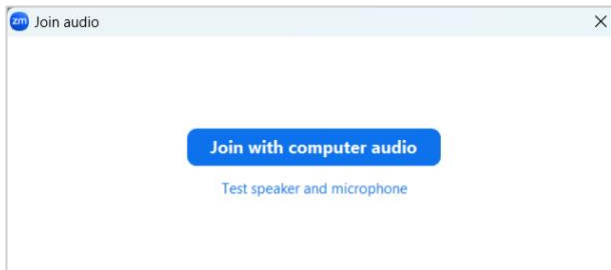 zm Join audio
Join with computer audio
Test speaker and microphone